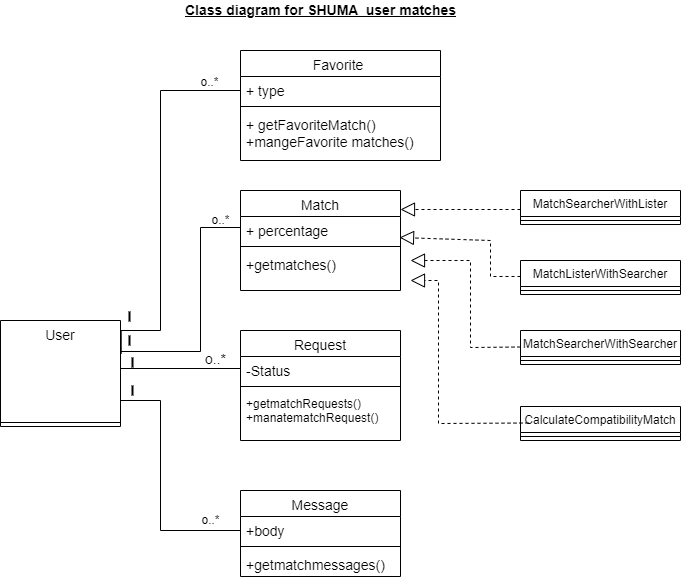 Class diagram for SHUMA user matches
Favorite
o..*
+ type
+ getFavoriteMatch()
+mangeFavorite matches()
Match
MatchSearcherWithLister
o..*
+ percentage
+getmatches()
MatchListerWithSearcher
I
User
I
Request
MatchSearcherWithSearcher
I
o..*
-Status
I
+getmatchRequests()
+manatematchRequest()
CalculateCompatibilityMatch
Message
o..*
+body
+getmatchmessages()